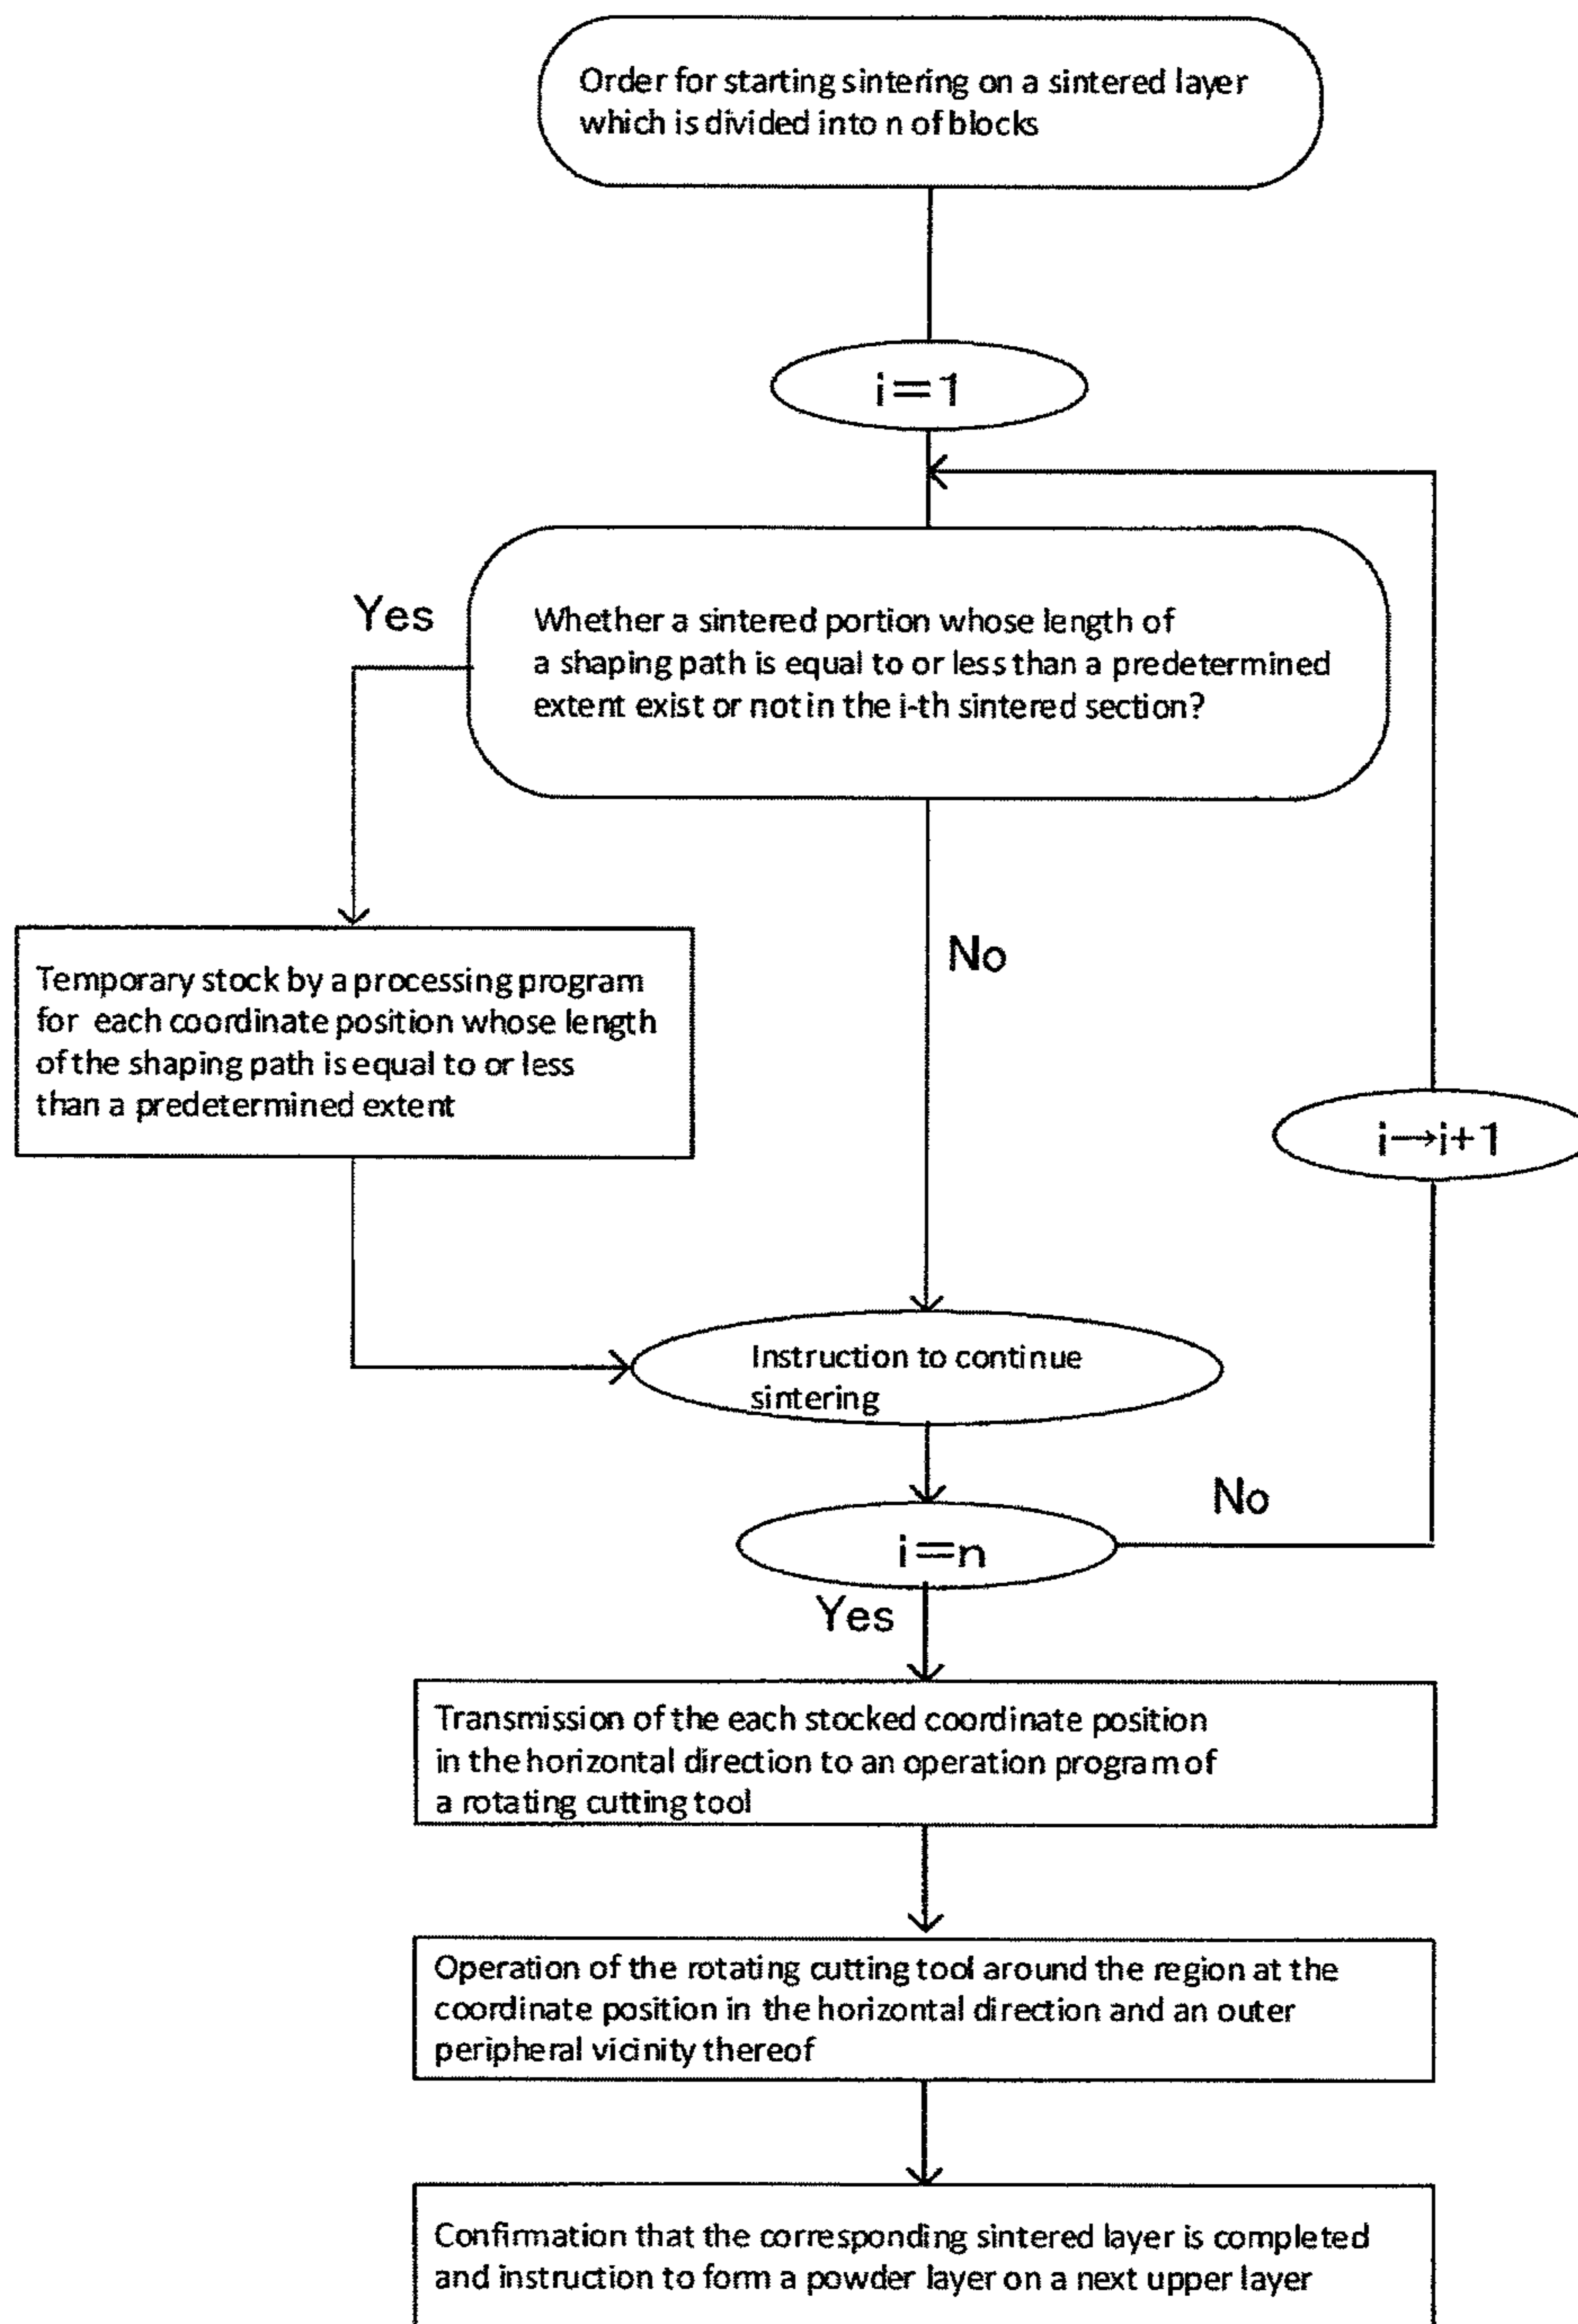 Order for starting sintering on a sintered layer
which is divided into n of blocks
i=1
Yes
Whether a sintered portion whose length of
a shaping path is equal to or less than a predetermined
extent exist or not in the i-th sintered section?
No
Temporary stock by a processing program
for each coordinate position whose length
of the shaping path is equal to or less
than a predetermined extent
i→i+1
Instruction to continue
sintering
No
i=n
Yes
Transmission of the each stocked coordinate position
in the horizontal direction to an operation program of
a rotating cutting tool
Operation of the rotating cutting tool around the region at the
coordinate position in the horizontal direction and an outer
peripheral vicinity thereof
Confirmation that the corresponding sintered layer is completed
and instruction to form a powder layer on a next upper layer